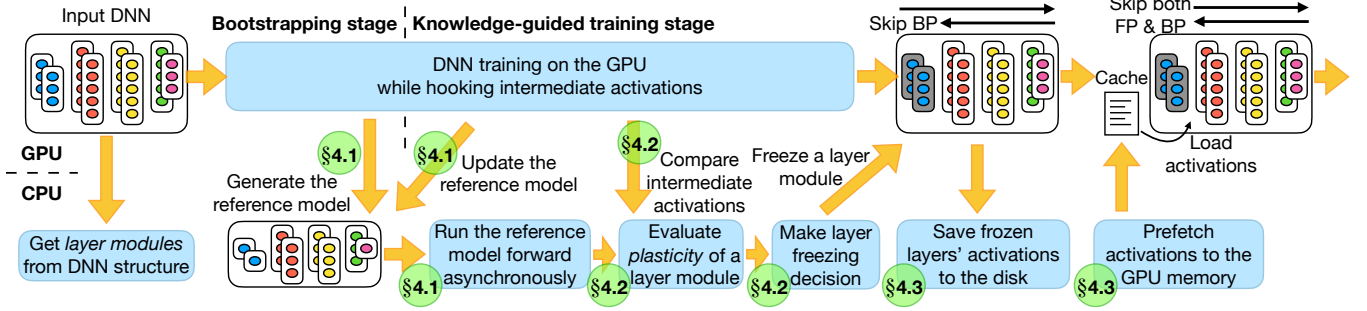 Input DNN
Bootstrapping stage
Knowledge-guided training stage
DNN training on the GPU
while hooking intermediate activations
Skip BP
Skip both
FP & BP
Cache
Load
activations
GPU
CPU
§4.1
§4.1
Update the
reference model
§4.2
Compare
intermediate
activations
Freeze a layer
module
Generate the
reference model
Get layer modules
from DNN structure
Run the reference
model forward
asynchronously
§4.1
Evaluate
plasticity of a
layer module
§4.2
Make layer
freezing
decision
§4.2
Save frozen
layers' activations
to the disk
§4.3
Prefetch
activations to the
GPU memory
§4.3